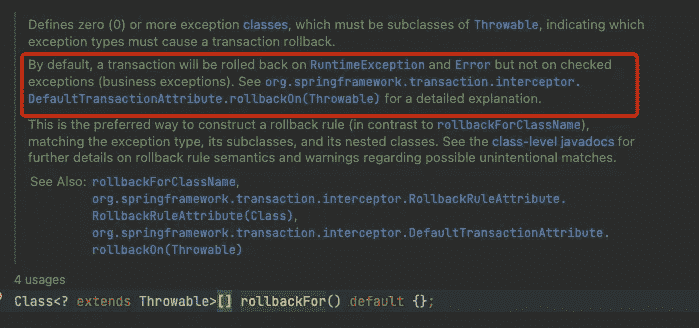 Defines zero (0) or more exception classes, which must be subclasses of Throwable, indicating which
exception types must cause a transaction rollback.
By default, a transaction will be rolled back on RuntimeException and Error but not on checked
exceptions (business exceptions). See org.springframework.transaction.interceptor.
DefaultTransactionAttribute.rollbackOn(Throwable) for a detailed explanation.
This is the preferred way to construct a rollback rule (in contrast to rollbackForClassName),
matching the exception type, its subclasses, and its nested classes. See the class-level javadocs for
further details on rollback rule semantics and warnings regarding possible unintentional matches.
See Also: rollbackForClassName,
org.springframework.transaction.interceptor.RollbackRuleAttribute.
RollbackRuleAttribute(Class),
org.springframework.transaction.interceptor.DefaultTransactionAttribute.
rollbackOn(Throwable)
4 usages
Class<? extends Throwable>[] rollbackFor() default {};